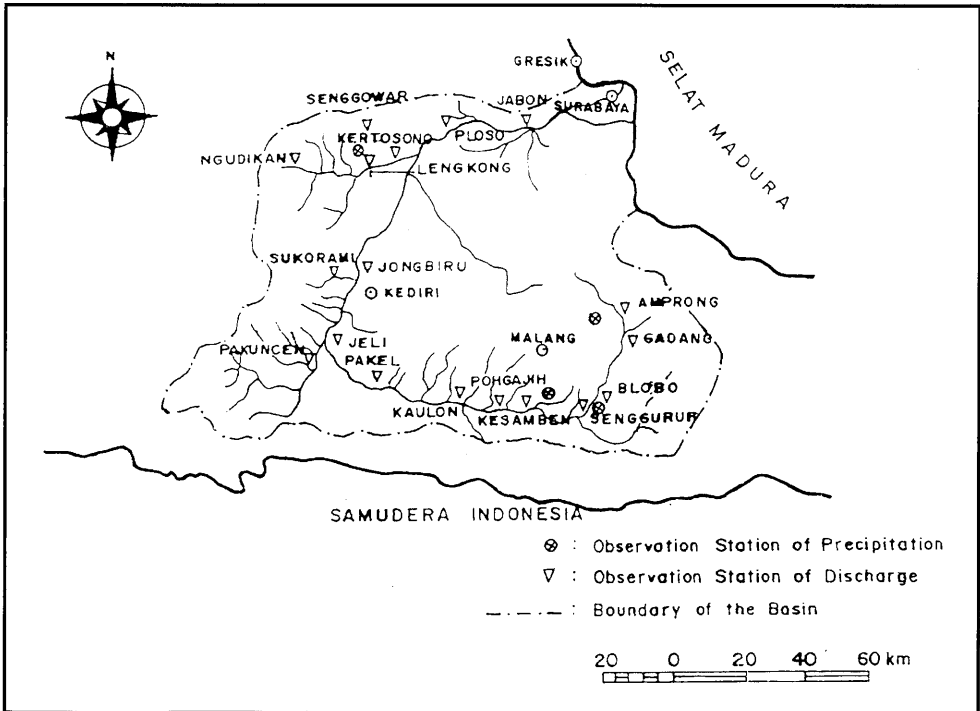 N
GRESIK
SELAT MADURA
SENGGOWAR
JABON
SURABAYA
KERTOSONO
PLOSO
NGUDIKAN
LENGKONG
SUKORAMI
JONGBIRU
KEDIRI
AMPRONG
MALANG
GADANG
JELI
PAKUNCEN
PAKEL
POHGAJIH
BLOBO
KAULON
KESAMBEN
SENGGURUR
SAMUDERA INDONESIA
: Observation Station of Precipitation
: Observation Station of Discharge
: Boundary of the Basin
20 0 20 40 60 km